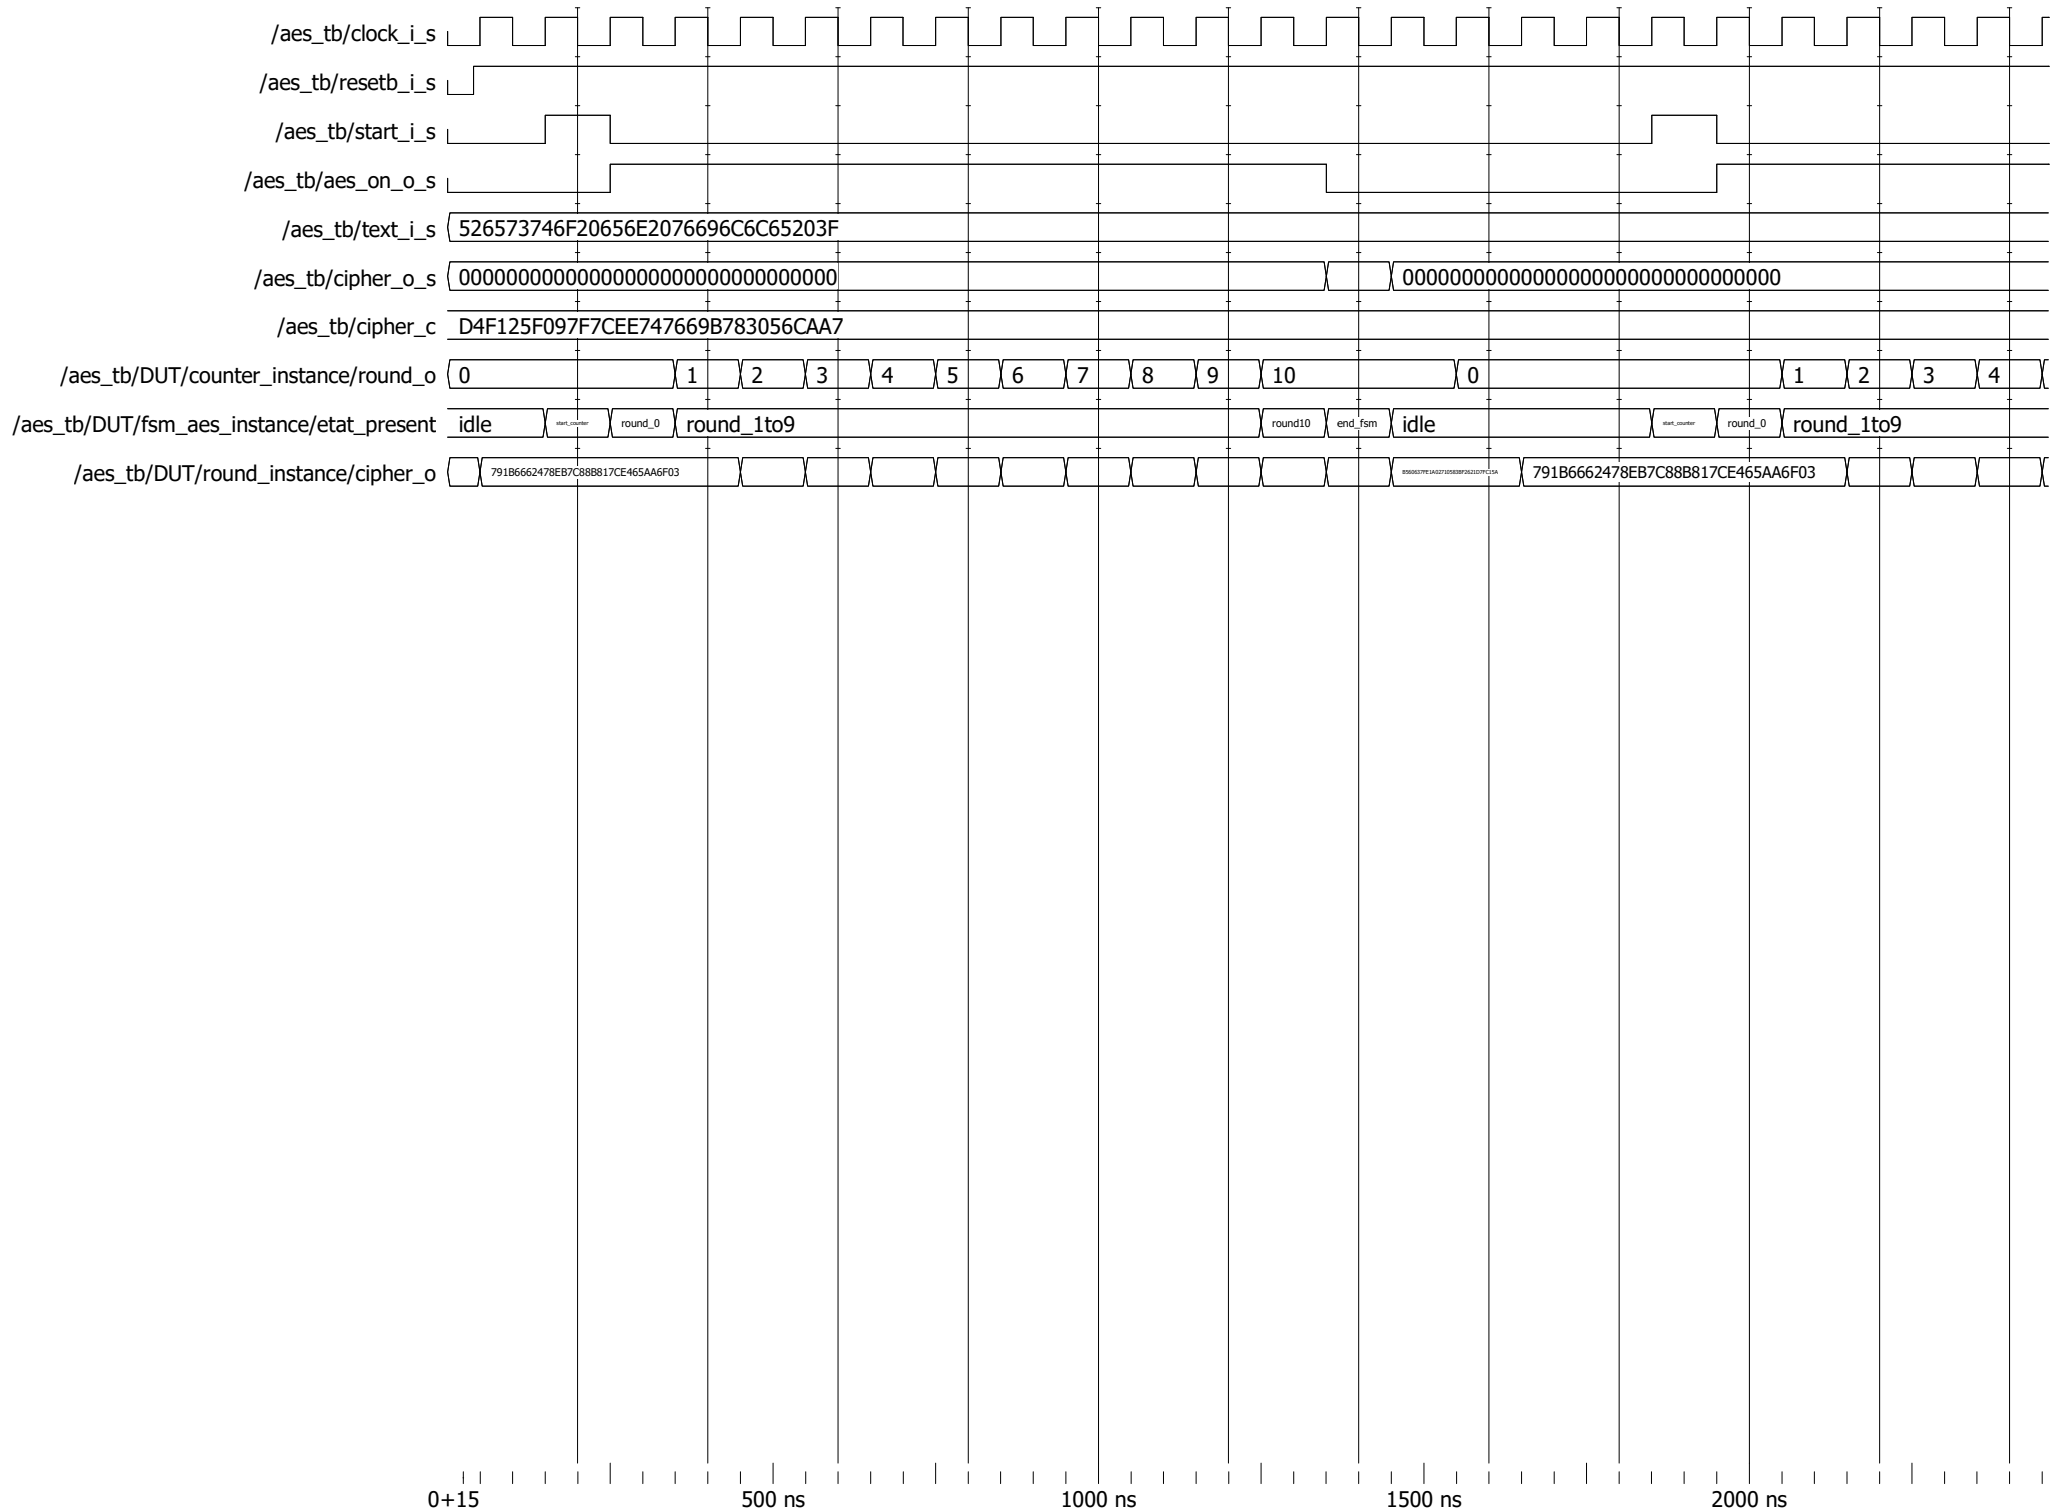 /aes_tb/clock_i_s
/aes_tb/resetb_i_s
/aes_tb/start_i_s
/aes_tb/aes_on_o_s
/aes_tb/text_i_s 526573746F20656E2076696C6C65203F
/aes_tb/cipher_o_s 00000000000000000000000000000000 00000000000000000000000000000000
/aes_tb/cipher_c D4F125F097F7CEE747669B783056CAA7
/aes_tb/DUT/counter_instance/round_o 0 1 2 3 4 5 6 7 8 9 10 0 1 2 3 4
/aes_tb/DUT/fsm_aes_instance/etat_present idle start_counter round_0 round_1to9 round10 end_fsm idle start_counter round_0 round_1to9
/aes_tb/DUT/round_instance/cipher_o 791B6662478EB7C88B817CE465AA6F03 791B6662478EB7C88B817CE465AA6F03
0+15 500 ns 1000 ns 1500 ns 2000 ns